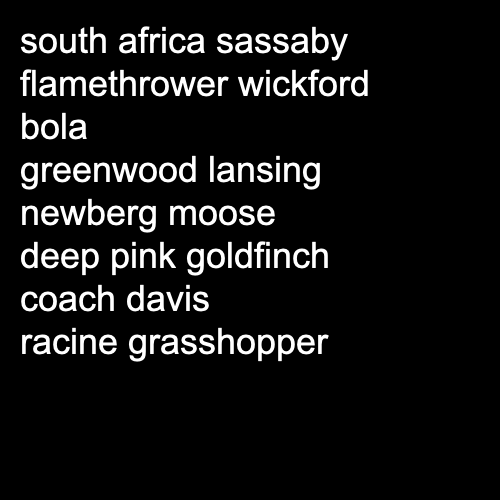 south africa sassaby
flamethrower wickford
bola
greenwood lansing
newberg moose
deep pink goldfinch
coach davis
racine grasshopper